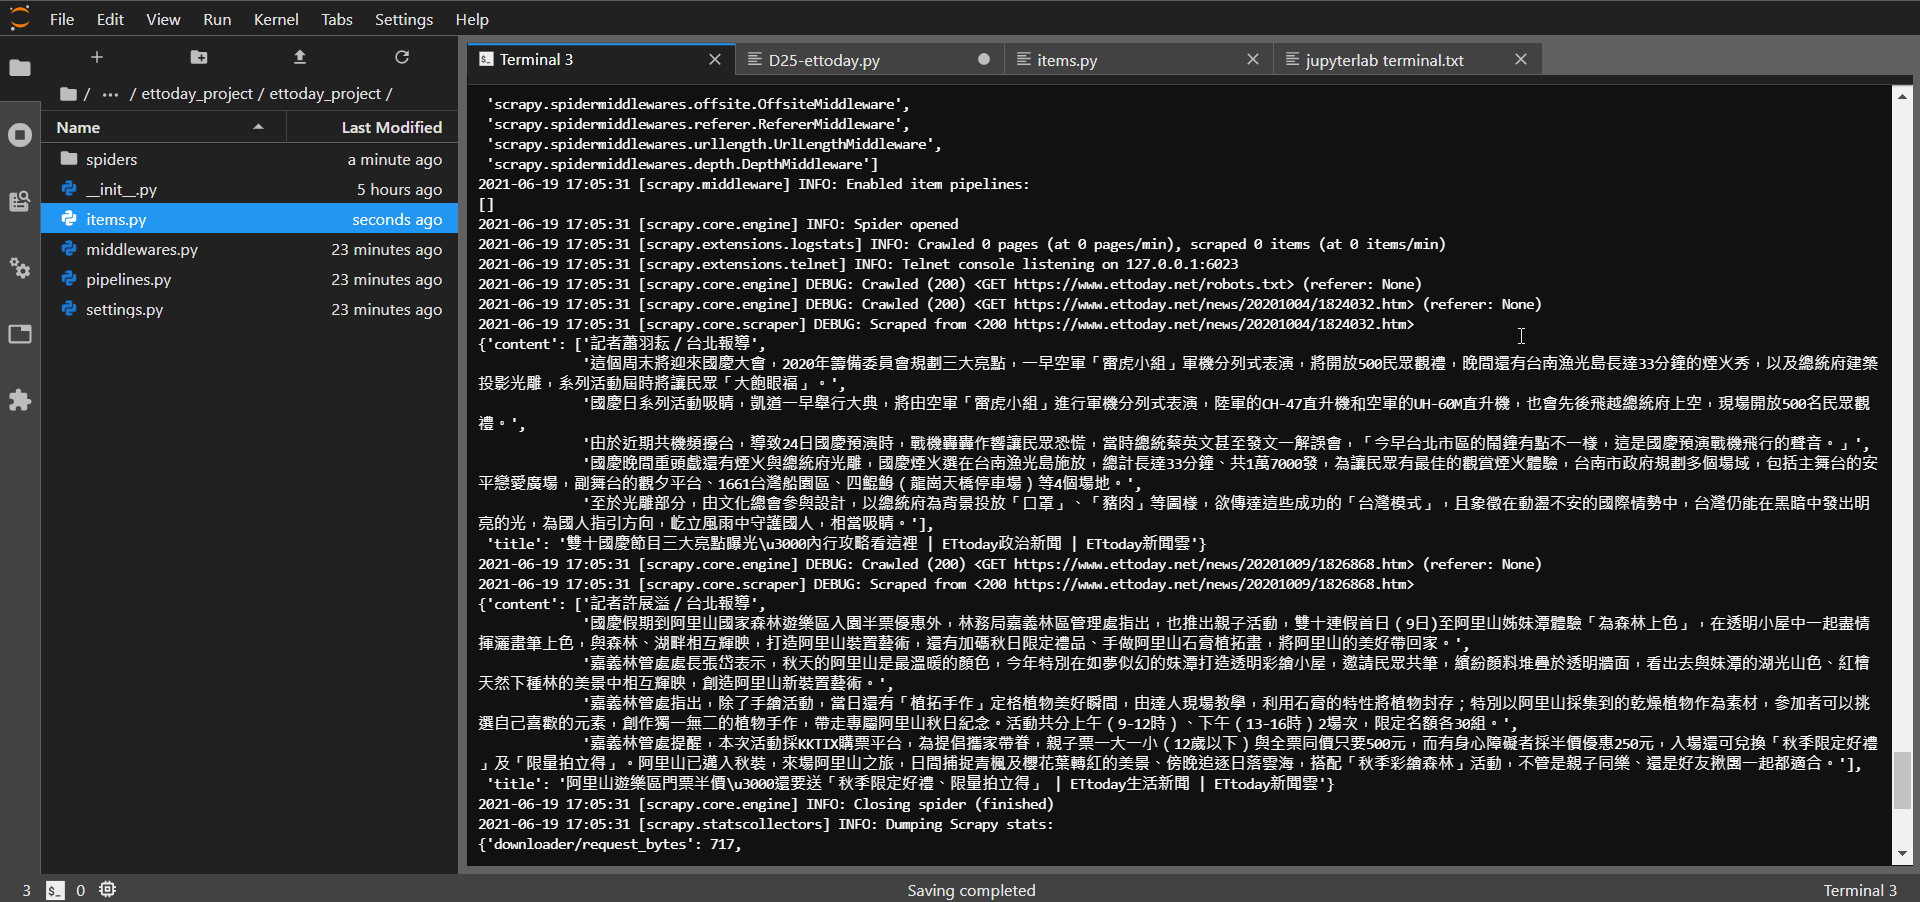 File Edit View Run Kernel Tabs Settings Help
Terminal 3
D25-ettoday.py
items.py
jupyterlab terminal.txt
/ ··· / ettoday_project / ettoday_project /
Name Last Modified
spiders a minute ago
__init__.py 5 hours ago
items.py seconds ago
middlewares.py 23 minutes ago
pipelines.py 23 minutes ago
settings.py 23 minutes ago
'scrapy.spidermiddlewares.offsite.OffsiteMiddleware',
'scrapy.spidermiddlewares.referer.RefererMiddleware',
'scrapy.spidermiddlewares.urllength.UrlLengthMiddleware',
'scrapy.spidermiddlewares.depth.DepthMiddleware']
2021-06-19 17:05:31 [scrapy.middleware] INFO: Enabled item pipelines:
[]
2021-06-19 17:05:31 [scrapy.core.engine] INFO: Spider opened
2021-06-19 17:05:31 [scrapy.extensions.logstats] INFO: Crawled 0 pages (at 0 pages/min), scraped 0 items (at 0 items/min)
2021-06-19 17:05:31 [scrapy.extensions.telnet] INFO: Telnet console listening on 127.0.0.1:6023
2021-06-19 17:05:31 [scrapy.core.engine] DEBUG: Crawled (200) <GET https://www.ettoday.net/robots.txt> (referer: None)
2021-06-19 17:05:31 [scrapy.core.engine] DEBUG: Crawled (200) <GET https://www.ettoday.net/news/20201004/1824032.htm> (referer: None)
2021-06-19 17:05:31 [scrapy.core.scraper] DEBUG: Scraped from <200 https://www.ettoday.net/news/20201004/1824032.htm>
{'content': ['記者蕭羽耘／台北報導',
'這個周末將迎來國慶大會，2020年籌備委員會規劃三大亮點，一早空軍「雷虎小組」軍機分列式表演，將開放500民眾觀禮，晚間還有台南漁光島長達33分鐘的煙火秀，以及總統府建築
投影光雕，系列活動屆時將讓民眾「大飽眼福」。',
'國慶日系列活動吸睛，凱道一早舉行大典，將由空軍「雷虎小組」進行軍機分列式表演，陸軍的CH-47直升機和空軍的UH-60M直升機，也會先後飛越總統府上空，現場開放500名民眾觀
禮。',
'由於近期共機頻擾台，導致24日國慶預演時，戰機轟轟作響讓民眾恐慌，當時總統蔡英文甚至發文一解誤會，「今早台北市區的鬧鐘有點不一樣，這是國慶預演戰機飛行的聲音。」',
'國慶晚間重頭戲還有煙火與總統府光雕，國慶煙火選在台南漁光島施放，總計長達33分鐘、共1萬7000發，為讓民眾有最佳的觀賞煙火體驗，台南市政府規劃多個場域，包括主舞台的安
平戀愛廣場，副舞台的觀夕平台、1661台灣船園區、四鯤鯓（龍崗天橋停車場）等4個場地。',
'至於光雕部分，由文化總會參與設計，以總統府為背景投放「口罩」、「豬肉」等圖樣，欲傳達這些成功的「台灣模式」，且象徵在動盪不安的國際情勢中，台灣仍能在黑暗中發出明
亮的光，為國人指引方向，屹立風雨中守護國人，相當吸睛。'],
'title': '雙十國慶節目三大亮點曝光\u3000內行攻略看這裡 | ETtoday政治新聞 | ETtoday新聞雲'}
2021-06-19 17:05:31 [scrapy.core.engine] DEBUG: Crawled (200) <GET https://www.ettoday.net/news/20201009/1826868.htm> (referer: None)
2021-06-19 17:05:31 [scrapy.core.scraper] DEBUG: Scraped from <200 https://www.ettoday.net/news/20201009/1826868.htm>
{'content': ['記者許展溢／台北報導',
'國慶假期到阿里山國家森林遊樂區入園半票優惠外，林務局嘉義林區管理處指出，也推出親子活動，雙十連假首日（9日)至阿里山姊妹潭體驗「為森林上色」，在透明小屋中一起盡情
揮灑畫筆上色，與森林、湖畔相互輝映，打造阿里山裝置藝術，還有加碼秋日限定禮品、手做阿里山石膏植拓畫，將阿里山的美好帶回家。',
'嘉義林管處處長張岱表示，秋天的阿里山是最溫暖的顏色，今年特別在如夢似幻的妹潭打造透明彩繪小屋，邀請民眾共筆，繽紛顏料堆疊於透明牆面，看出去與妹潭的湖光山色、紅檜
天然下種林的美景中相互輝映，創造阿里山新裝置藝術。',
'嘉義林管處指出，除了手繪活動，當日還有「植拓手作」定格植物美好瞬間，由達人現場教學，利用石膏的特性將植物封存；特別以阿里山採集到的乾燥植物作為素材，參加者可以挑
選自己喜歡的元素，創作獨一無二的植物手作，帶走專屬阿里山秋日紀念。活動共分上午（9-12時）、下午（13-16時）2場次，限定名額各30組。',
'嘉義林管處提醒，本次活動採KKTIX購票平台，為提倡攜家帶眷，親子票一大一小（12歲以下）與全票同價只要500元，而有身心障礙者採半價優惠250元，入場還可兌換「秋季限定好禮
」及「限量拍立得」。阿里山已邁入秋裝，來場阿里山之旅，日間捕捉青楓及櫻花葉轉紅的美景、傍晚追逐日落雲海，搭配「秋季彩繪森林」活動，不管是親子同樂、還是好友揪團一起都適合。'],
'title': '阿里山遊樂區門票半價\u3000還要送「秋季限定好禮、限量拍立得」 | ETtoday生活新聞 | ETtoday新聞雲'}
2021-06-19 17:05:31 [scrapy.core.engine] INFO: Closing spider (finished)
2021-06-19 17:05:31 [scrapy.statscollectors] INFO: Dumping Scrapy stats:
{'downloader/request_bytes': 717,
3 $_ 0 Saving completed Terminal 3